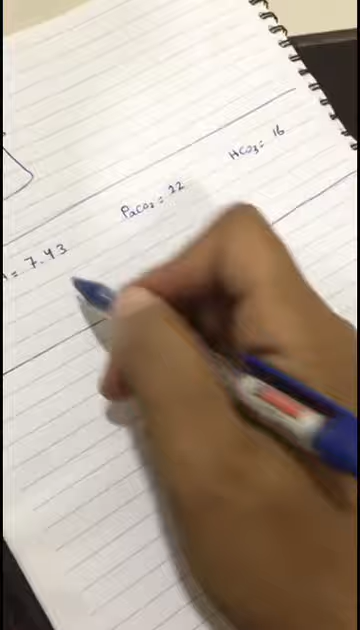 = 7.43 PaCO₂ = 22 HCO₃ = 16